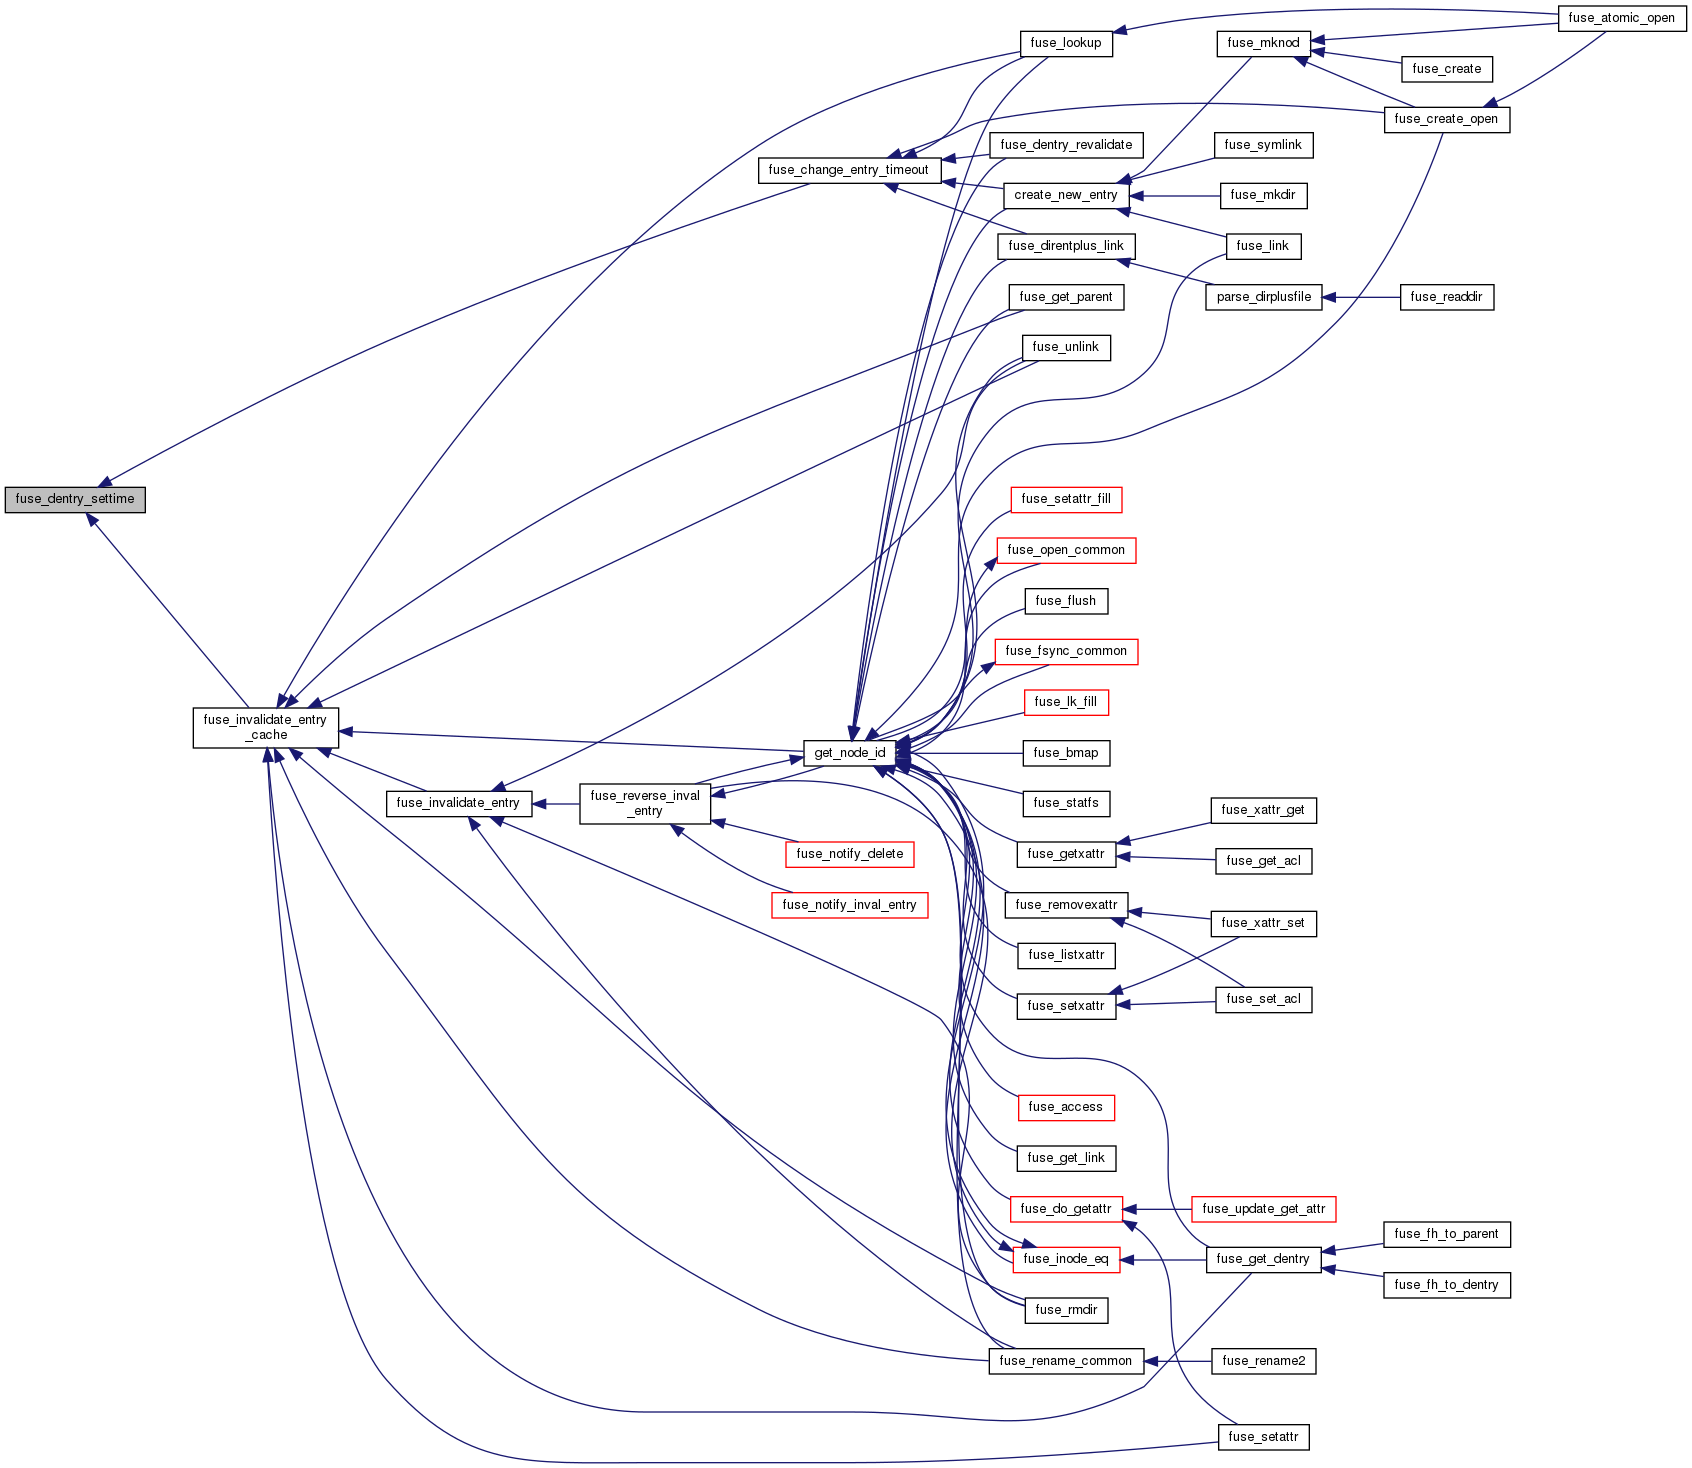 fuse_atomic_open
fuse_lookup
fuse_mknod
fuse_create
fuse_create_open
fuse_dentry_revalidate
fuse_symlink
fuse_change_entry_timeout
create_new_entry
fuse_mkdir
fuse_direntplus_link
fuse_link
fuse_get_parent
parse_dirplusfile
fuse_readdir
fuse_unlink
fuse_dentry_settime
fuse_setattr_fill
fuse_open_common
fuse_flush
fuse_fsync_common
fuse_lk_fill
fuse_invalidate_entry
_cache
get_node_id
fuse_bmap
fuse_invalidate_entry
fuse_reverse_inval
_entry
fuse_statfs
fuse_xattr_get
fuse_notify_delete
fuse_getxattr
fuse_get_acl
fuse_notify_inval_entry
fuse_removexattr
fuse_xattr_set
fuse_listxattr
fuse_setxattr
fuse_set_acl
fuse_access
fuse_get_link
fuse_do_getattr
fuse_update_get_attr
fuse_fh_to_parent
fuse_inode_eq
fuse_get_dentry
fuse_fh_to_dentry
fuse_rmdir
fuse_rename_common
fuse_rename2
fuse_setattr